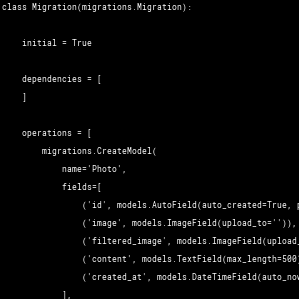 class Migration(migrations.Migration):
initial = True
dependencies = [
]
operations = [
migrations.CreateModel(
name='Photo',
fields=[
('id', models.AutoField(auto_created=True, p
('image', models.ImageField(upload_to='')),
('filtered_image', models.ImageField(upload_
('content', models.TextField(max_length=500
('created_at', models.DateTimeField(auto_now
],